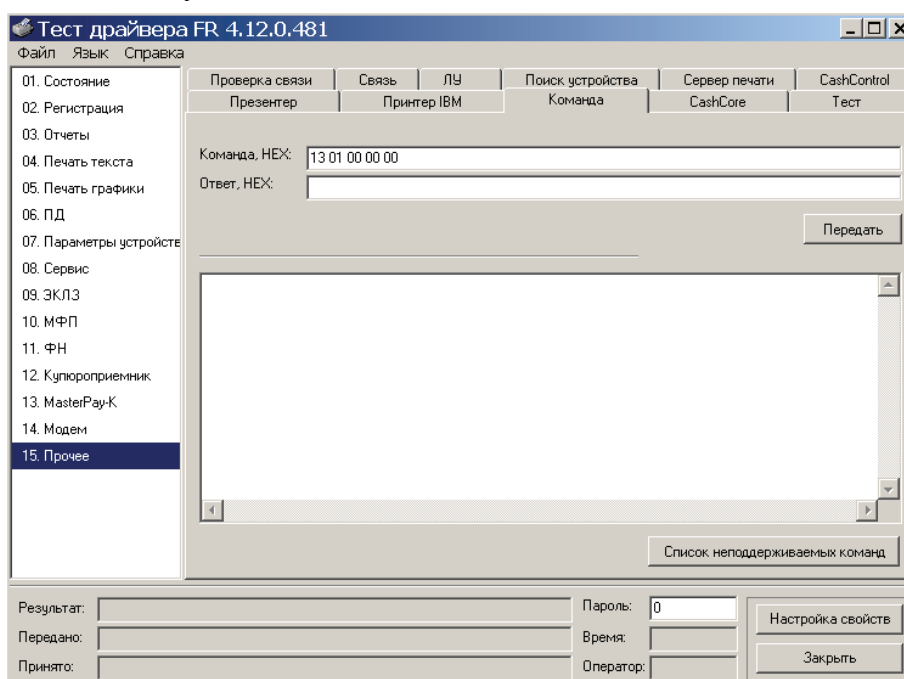 Тест драйвера FR 4.12.0.481
Файл Язык Справка
01. Состояние
02. Регистрация
03. Отчеты
04. Печать текста
05. Печать графики
06. ПД
07. Параметры устройств
08. Сервис
09. ЭКЛЗ
10. МФП
11. ФН
12. Купюроприемник
13. MasterPay-K
14. Модем
15. Прочее
Проверка связи Связь ЛУ Поиск устройства Сервер печати CashControl
Презентер Принтер IBM Команда CashCore Тест
Команда, HEX: 13 01 00 00 00
Ответ, HEX:
Передать
Список неподдерживаемых команд
Результат: Пароль: 0 Настройка свойств
Передано: Время:
Принято: Оператор: Закрыть